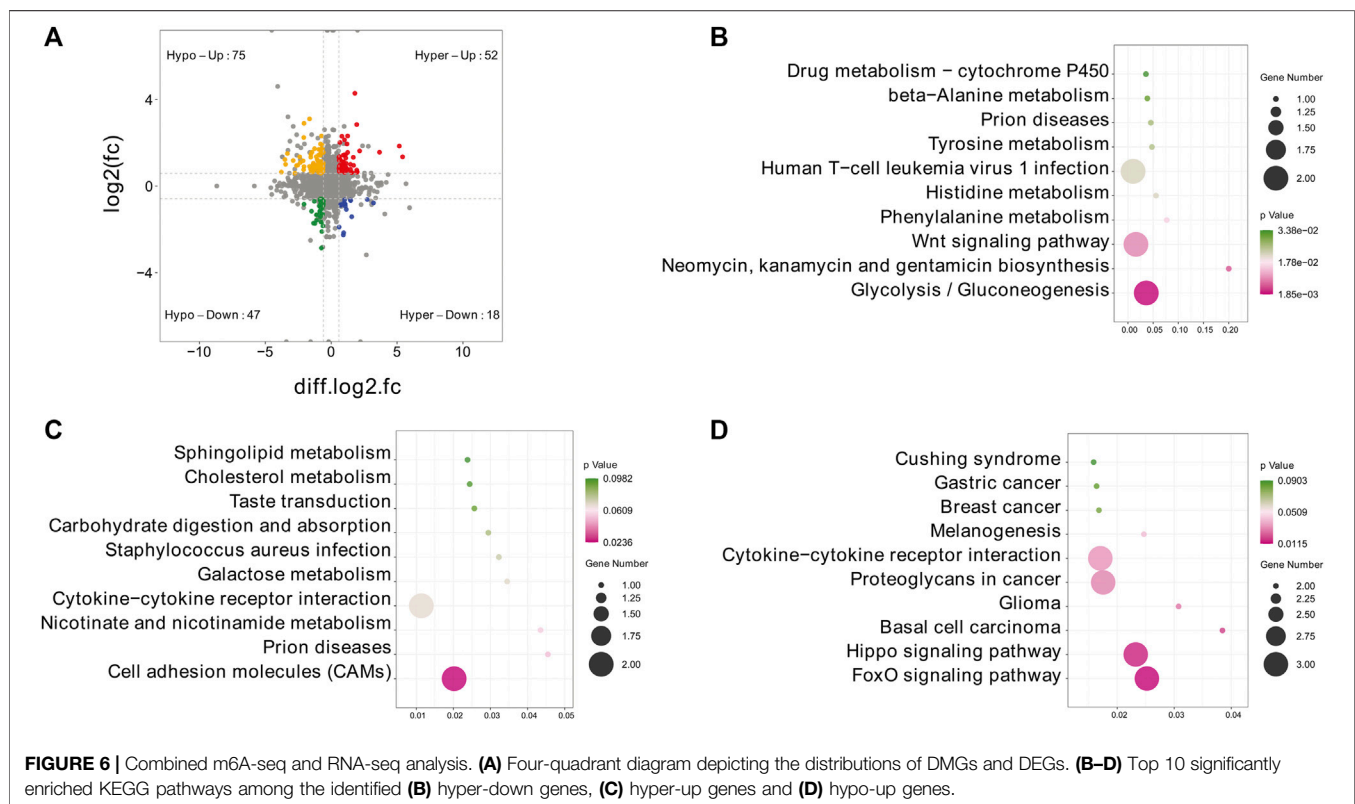 A
Hypo – Up : 75
Hyper – Up : 52
4
0
−4
log2(fc)
Hypo – Down : 47
Hyper – Down : 18
−10
−5
0
5
10
diff.log2.fc
B
Drug metabolism − cytochrome P450
beta−Alanine metabolism
Prion diseases
Tyrosine metabolism
Human T−cell leukemia virus 1 infection
Histidine metabolism
Phenylalanine metabolism
Wnt signaling pathway
Neomycin, kanamycin and gentamicin biosynthesis
Glycolysis / Gluconeogenesis
0.00
0.05
0.10
0.15
0.20
Gene Number
1.00
1.25
1.50
1.75
2.00
p Value
3.38e−02
1.78e−02
1.85e−03
C
Sphingolipid metabolism
Cholesterol metabolism
Taste transduction
Carbohydrate digestion and absorption
Staphylococcus aureus infection
Galactose metabolism
Cytokine−cytokine receptor interaction
Nicotinate and nicotinamide metabolism
Prion diseases
Cell adhesion molecules (CAMs)
0.01
0.02
0.03
0.04
0.05
p Value
0.0982
0.0609
0.0236
Gene Number
1.00
1.25
1.50
1.75
2.00
D
Cushing syndrome
Gastric cancer
Breast cancer
Melanogenesis
Cytokine−cytokine receptor interaction
Proteoglycans in cancer
Glioma
Basal cell carcinoma
Hippo signaling pathway
FoxO signaling pathway
0.02
0.03
0.04
p Value
0.0903
0.0509
0.0115
Gene Number
2.00
2.25
2.50
2.75
3.00
FIGURE 6 | Combined m6A-seq and RNA-seq analysis. (A) Four-quadrant diagram depicting the distributions of DMGs and DEGs. (B–D) Top 10 significantly
enriched KEGG pathways among the identified (B) hyper-down genes, (C) hyper-up genes and (D) hypo-up genes.